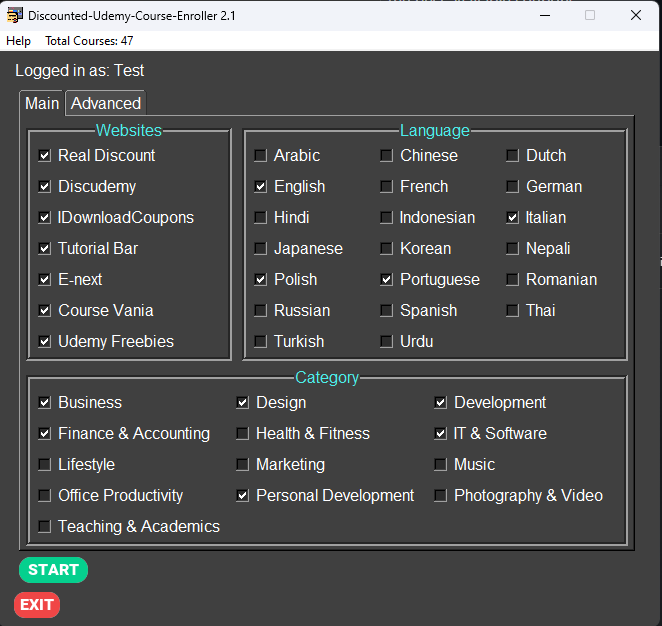 Discounted-Udemy-Course-Enroller 2.1
Help Total Courses: 47
Logged in as: Test
Main Advanced
Websites
Real Discount
Discudemy
IDownloadCoupons
Tutorial Bar
E-next
Course Vania
Udemy Freebies
Language
Arabic Chinese Dutch
English French German
Hindi Indonesian Italian
Japanese Korean Nepali
Polish Portuguese Romanian
Russian Spanish Thai
Turkish Urdu
Category
Business Design Development
Finance & Accounting Health & Fitness IT & Software
Lifestyle Marketing Music
Office Productivity Personal Development Photography & Video
Teaching & Academics
START
EXIT